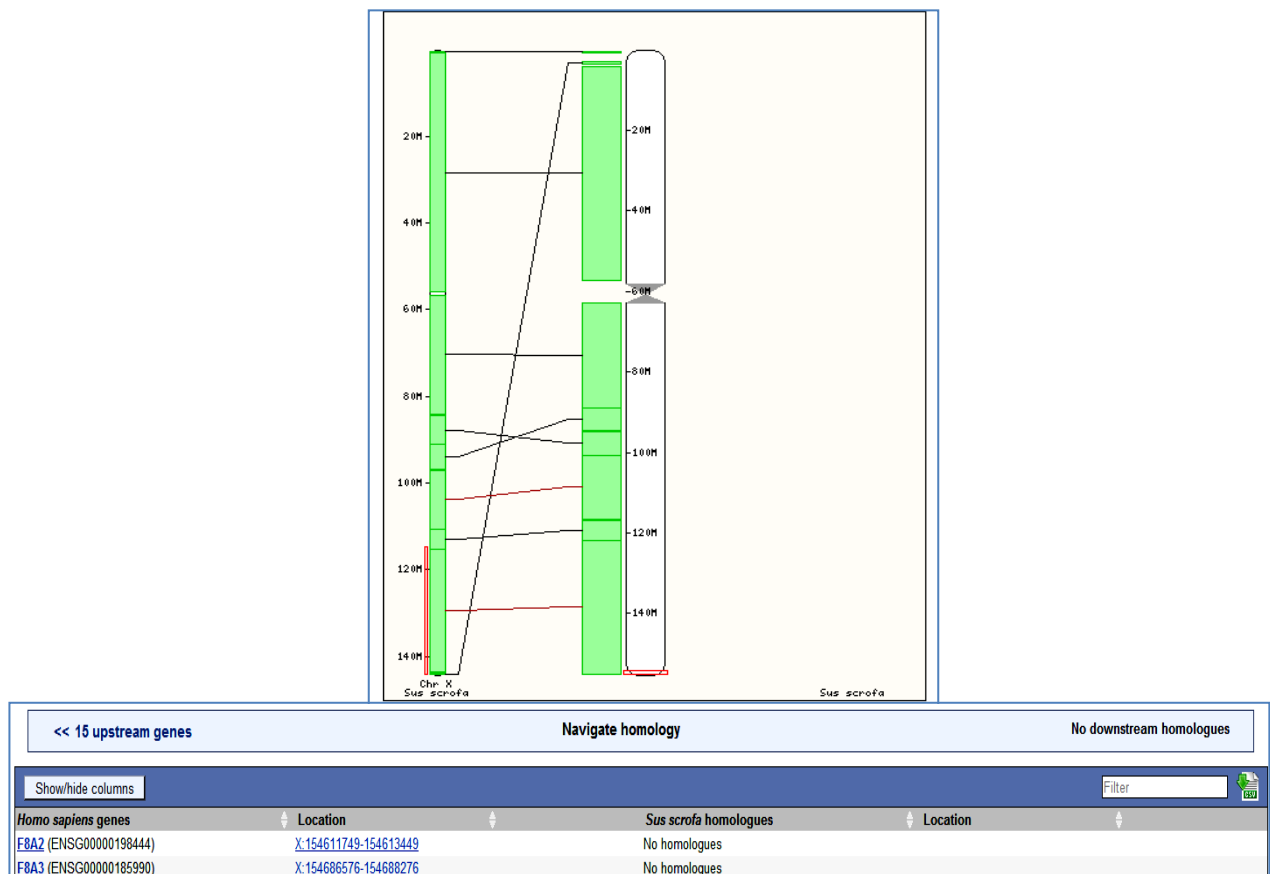 20M
40M
60M
80M
100M
120M
140M
Chr X
Sus scrofa
-20M
-40M
-60M
-80M
-100M
-120M
-140M
Sus scrofa
<< 15 upstream genes Navigate homology No downstream homologues
Show/hide columns Filter CSV
Homo sapiens genes Location Sus scrofa homologues Location
F8A2 (ENSG00000198444) X:154611749-154613449 No homologues
F8A3 (ENSG00000185990) X:154686576-154688276 No homologues